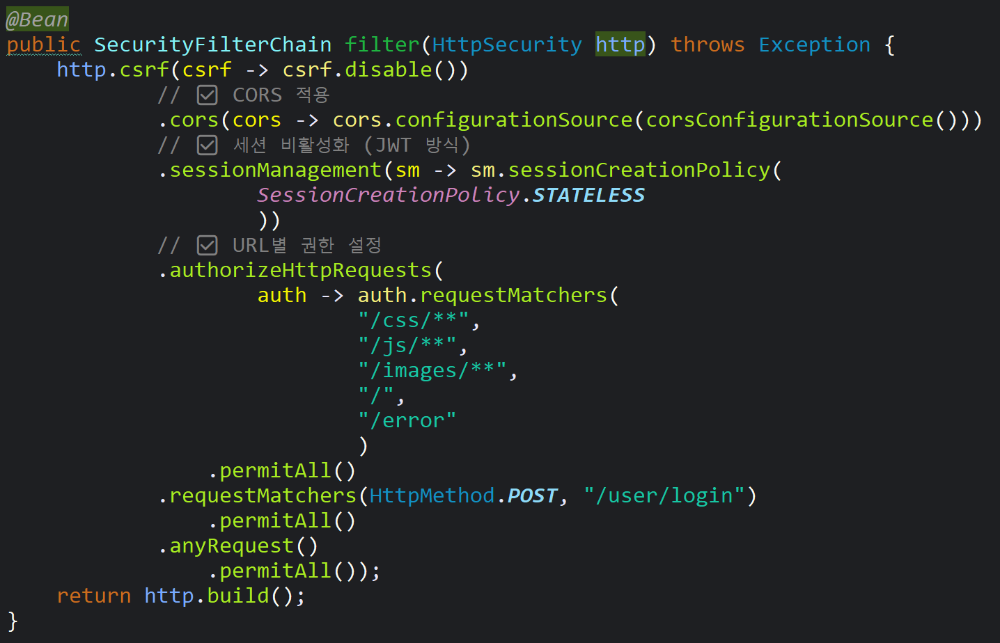 @Bean
public SecurityFilterChain filter(HttpSecurity http) throws Exception {
    http.csrf(csrf -> csrf.disable())
            // ☑ CORS 적용
            .cors(cors -> cors.configurationSource(corsConfigurationSource()))
            // ☑ 세션 비활성화 (JWT 방식)
            .sessionManagement(sm -> sm.sessionCreationPolicy(
                    SessionCreationPolicy.STATELESS
                    ))
            // ☑ URL별 권한 설정
            .authorizeHttpRequests(
                    auth -> auth.requestMatchers(
                            "/css/**",
                            "/js/**",
                            "/images/**",
                            "/",
                            "/error"
                            )
                .permitAll()
            .requestMatchers(HttpMethod.POST, "/user/login")
                .permitAll()
            .anyRequest()
                .permitAll());
    return http.build();
}